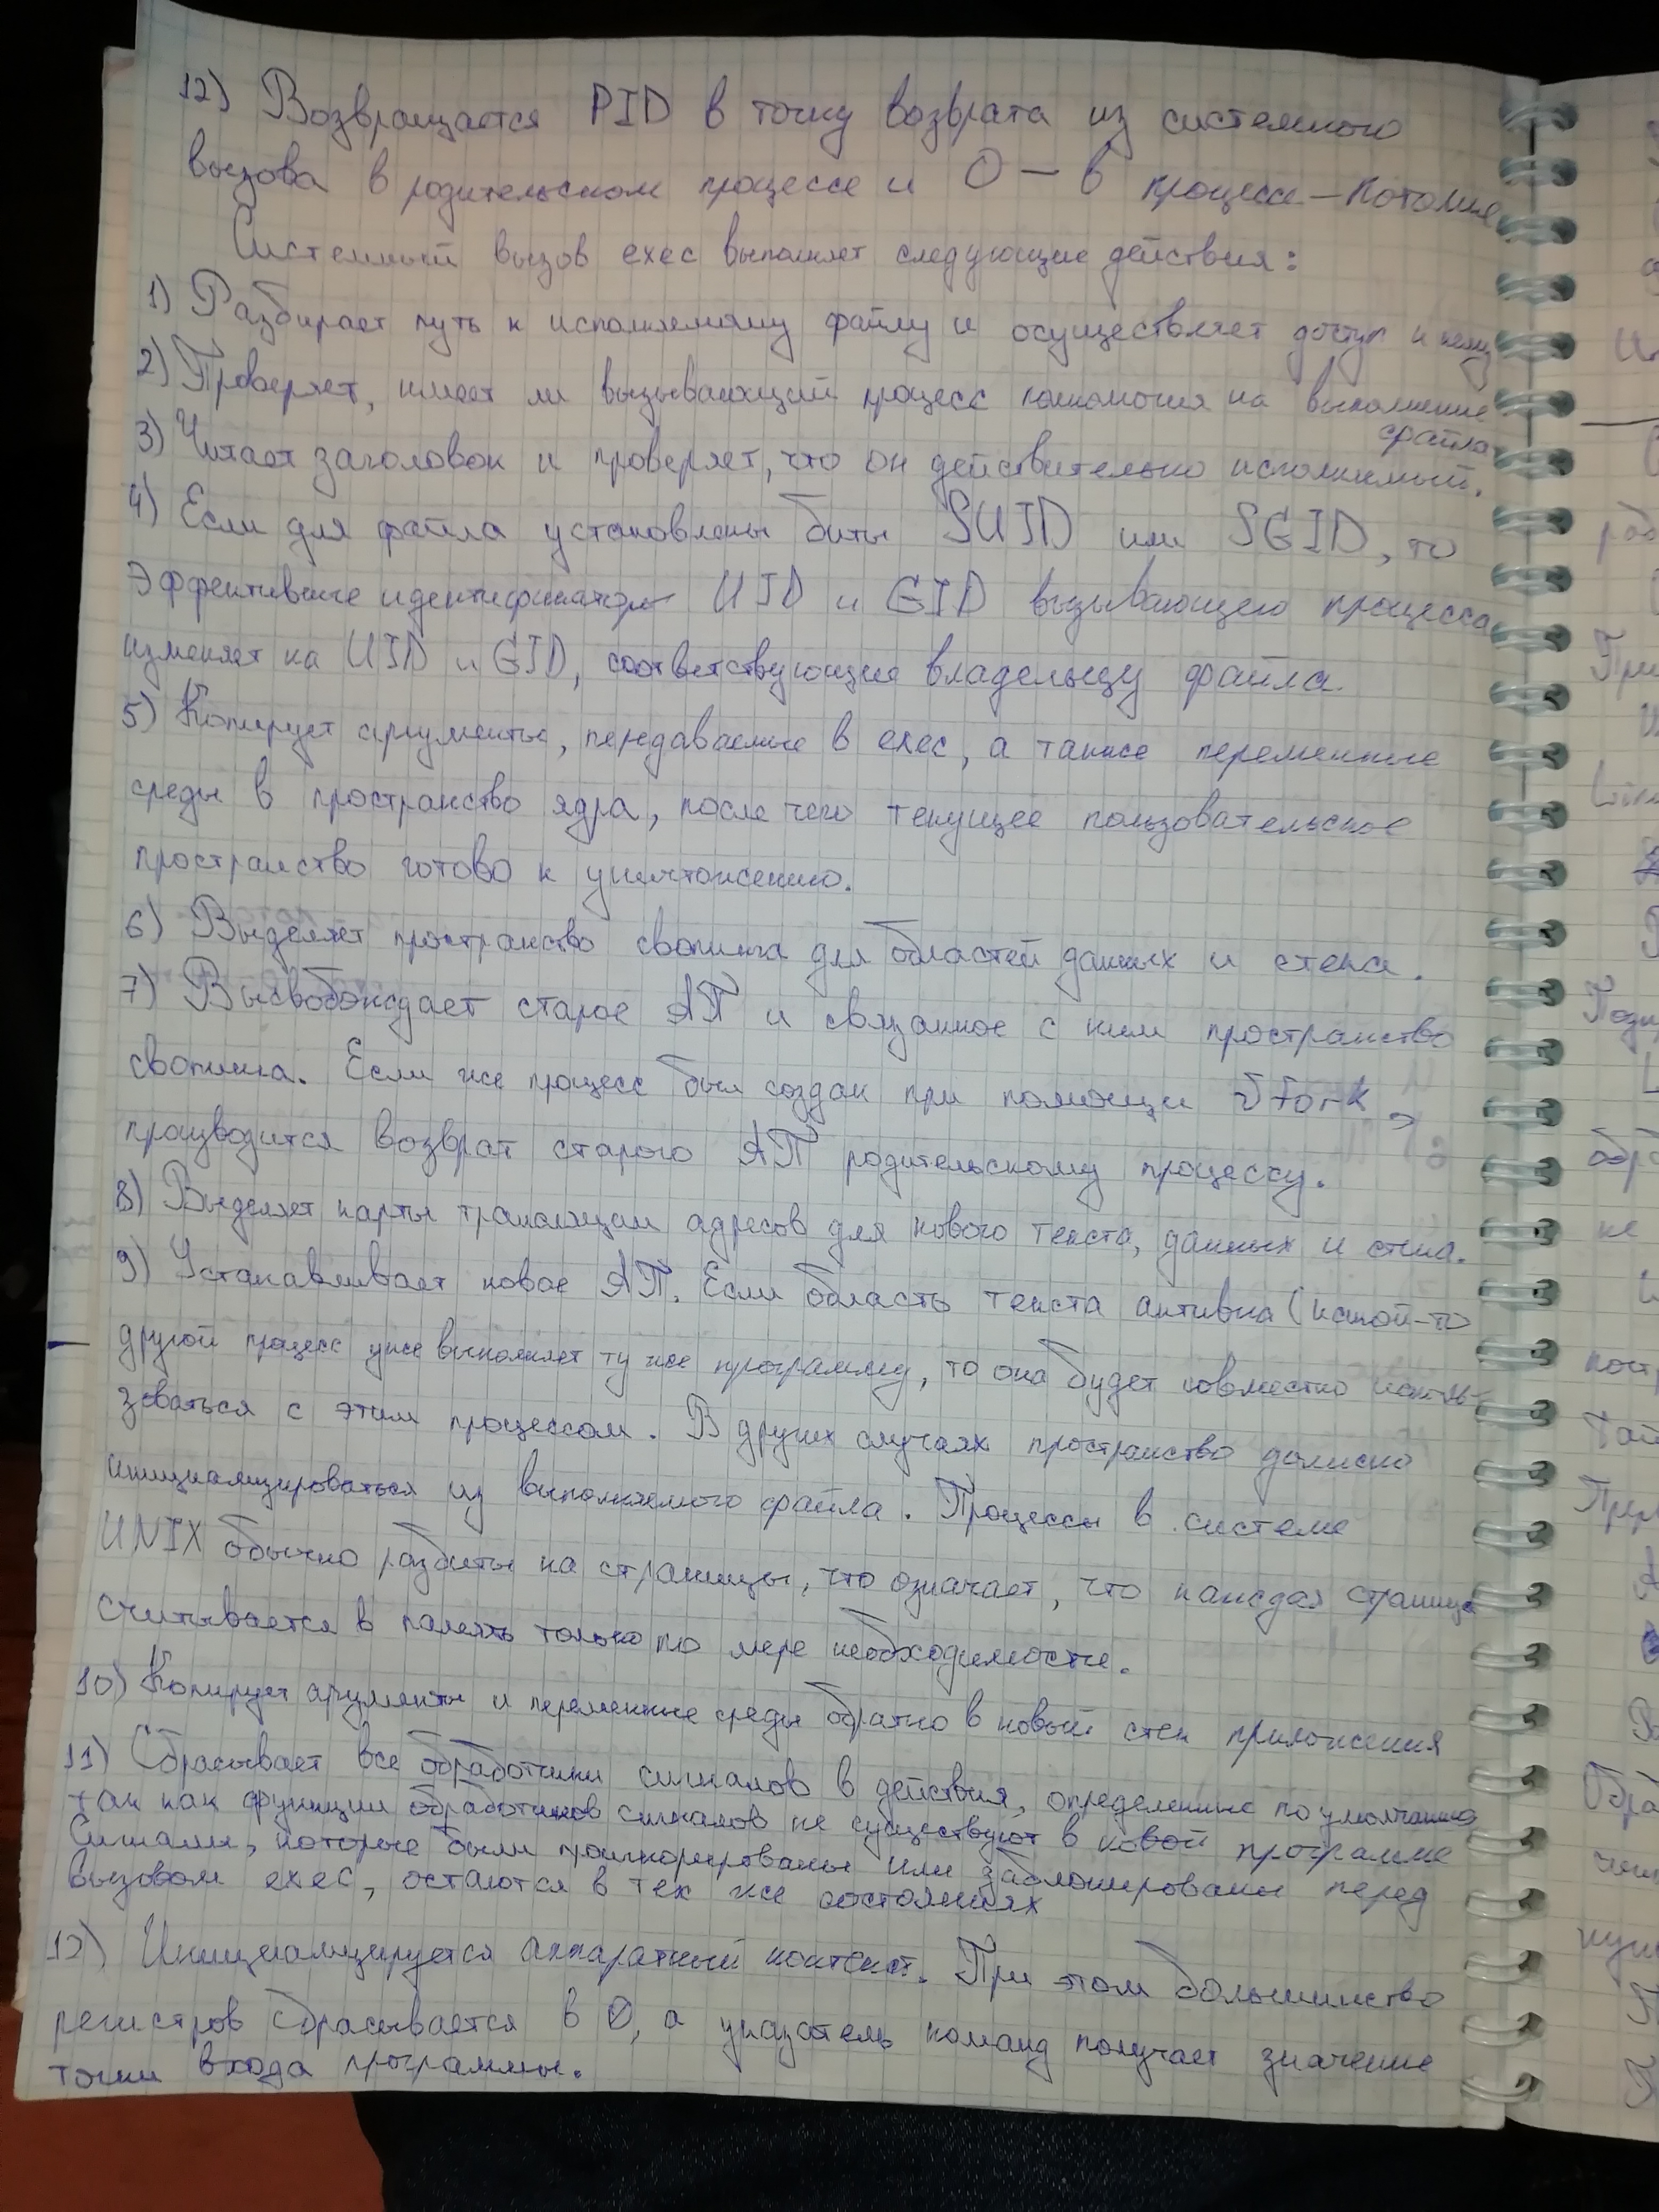 12) Возвращается PID в точку возврата из системного
вызова в родительском процессе и 0 – в процессе – потомке
Системный вызов exec выполняет следующие действия:
1) Разбирает путь к исполняемому файлу и осуществляет доступ к нему
2) Проверяет, имеет ли вызывающий процесс полномочия на выполнение
файла
3) Читает заголовок и проверяет, что он действительно исполняемый.
4) Если для файла установлены биты SUID или SGID, то
эффективные идентификаторы UID и GID вызывающего процесса
изменяет на UID и GID, соответствующие владельцу файла.
5) Копирует аргументы, передаваемые в exec, а также переменные
среды в пространство ядра, после чего текущее пользовательское
пространство готово к уничтожению.
6) Выделяет пространство свопинга для областей данных и стека.
7) Высвобождает старое АП и связанное с ним пространство
свопинга. Если же процесс был создан при помощи vfork,
производится возврат старого АП родительскому процессу.
8) Выделяет карты трансляции адресов для нового текста, данных и стека.
9) Устанавливает новое АП. Если область текста активна (какой-то
другой процесс уже выполняет ту же программу, то она будет совместно исполь-
зоваться с этим процессом. В других случаях пространство должно
инициализироваться из выполняемого файла. Процессы в системе
UNIX обычно разбиты на страницы, что означает, что каждая страница
считывается в память только по мере необходимости.
10) Копирует аргументы и переменные среды обратно в новый стек приложения
11) Сбрасывает все обработчики сигналов в действия, определенные по умолчанию
так как функции обработчиков сигналов не существуют в новой программе
Сигналы, которые были проигнорированы или заблокированы перед
вызовом exec, остаются в тех же состояниях
12) Инициализируется аппаратный контекст. При этом большинство
регистров сбрасывается в 0, а указатель команд получает значение
точки входа программы.